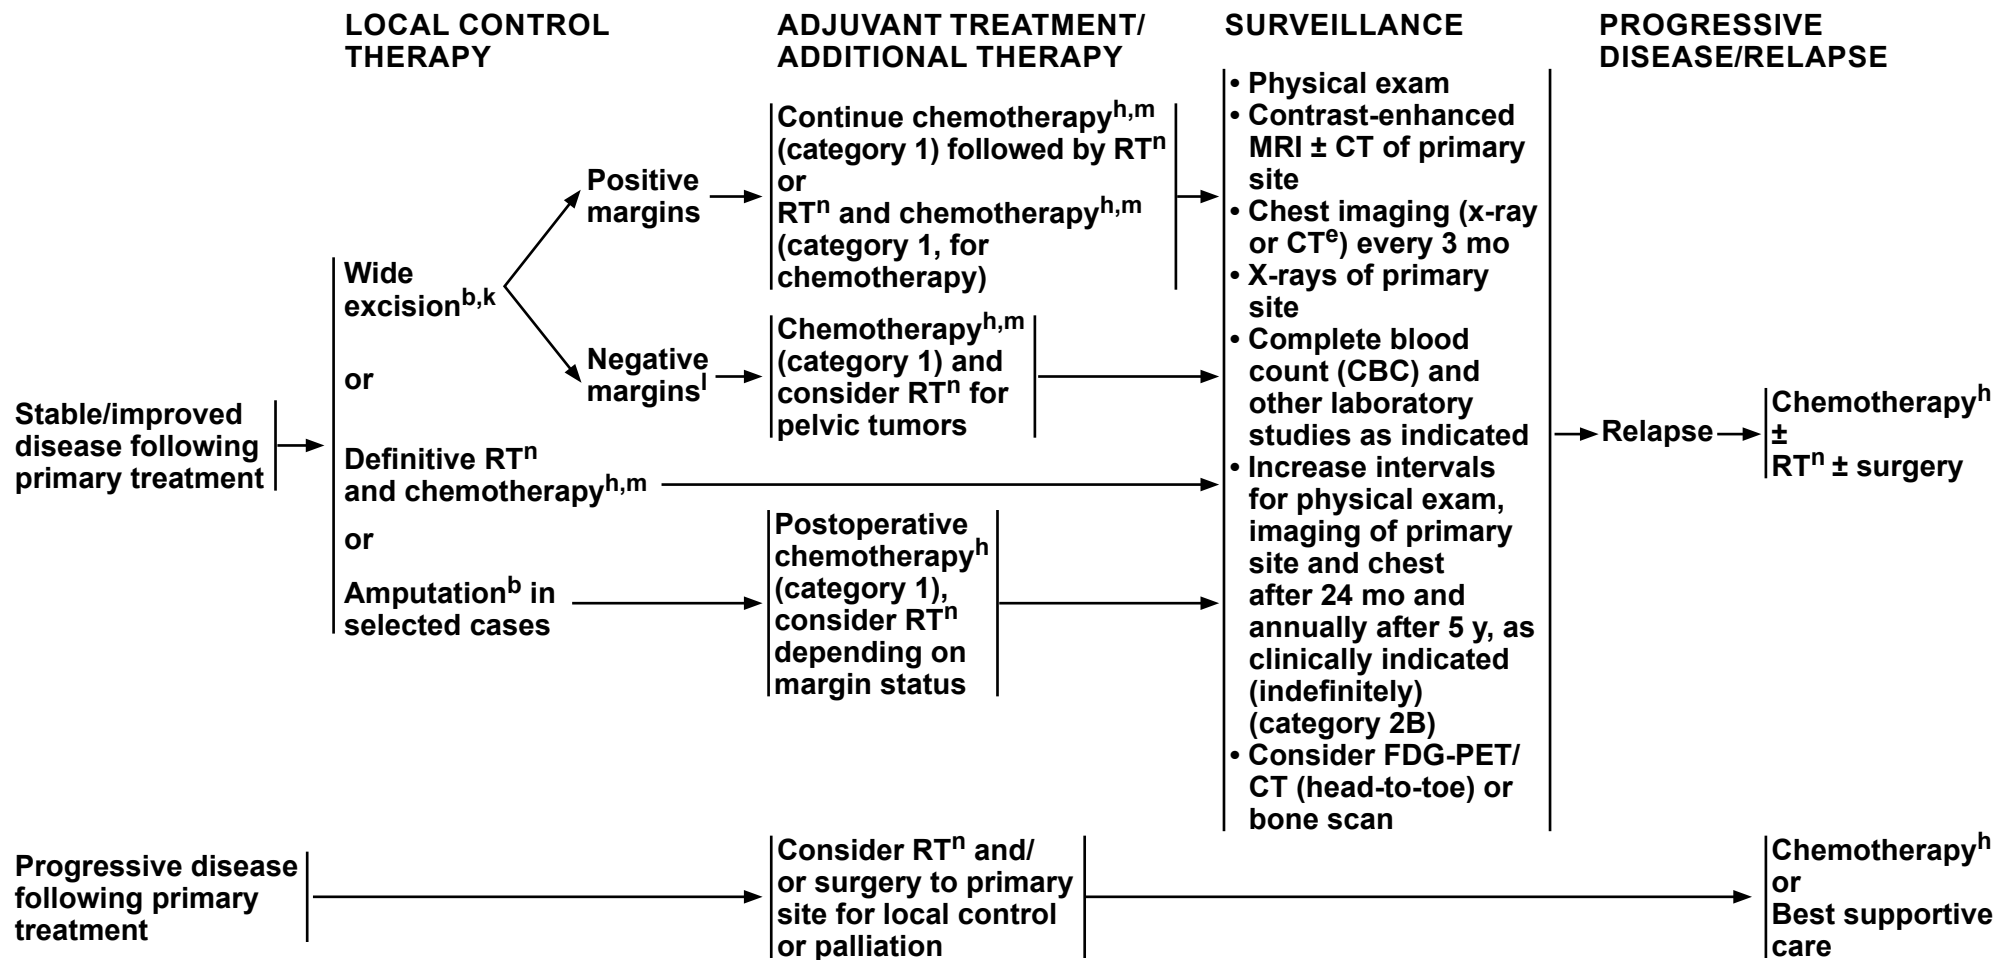 LOCAL CONTROL
THERAPY
ADJUVANT TREATMENT/
ADDITIONAL THERAPY
SURVEILLANCE
PROGRESSIVE
DISEASE/RELAPSE
Stable/improved
disease following
primary treatment
Wide
excisionb,k
or
Definitive RTn
and chemotherapyh,m
or
Amputationb in
selected cases
Positive
margins
Negative
marginsl
Continue chemotherapyh,m
(category 1) followed by RTn
or
RTn and chemotherapyh,m
(category 1, for
chemotherapy)
Chemotherapyh,m
(category 1) and
consider RTn for
pelvic tumors
Postoperative
chemotherapyh
(category 1),
consider RTn
depending on
margin status
• Physical exam
• Contrast-enhanced
MRI ± CT of primary
site
• Chest imaging (x-ray
or CTe) every 3 mo
• X-rays of primary
site
• Complete blood
count (CBC) and
other laboratory
studies as indicated
• Increase intervals
for physical exam,
imaging of primary
site and chest
after 24 mo and
annually after 5 y, as
clinically indicated
(indefinitely)
(category 2B)
• Consider FDG-PET/
CT (head-to-toe) or
bone scan
Relapse
Chemotherapyh
±
RTn ± surgery
Progressive disease
following primary
treatment
Consider RTn and/
or surgery to primary
site for local control
or palliation
Chemotherapyh
or
Best supportive
care